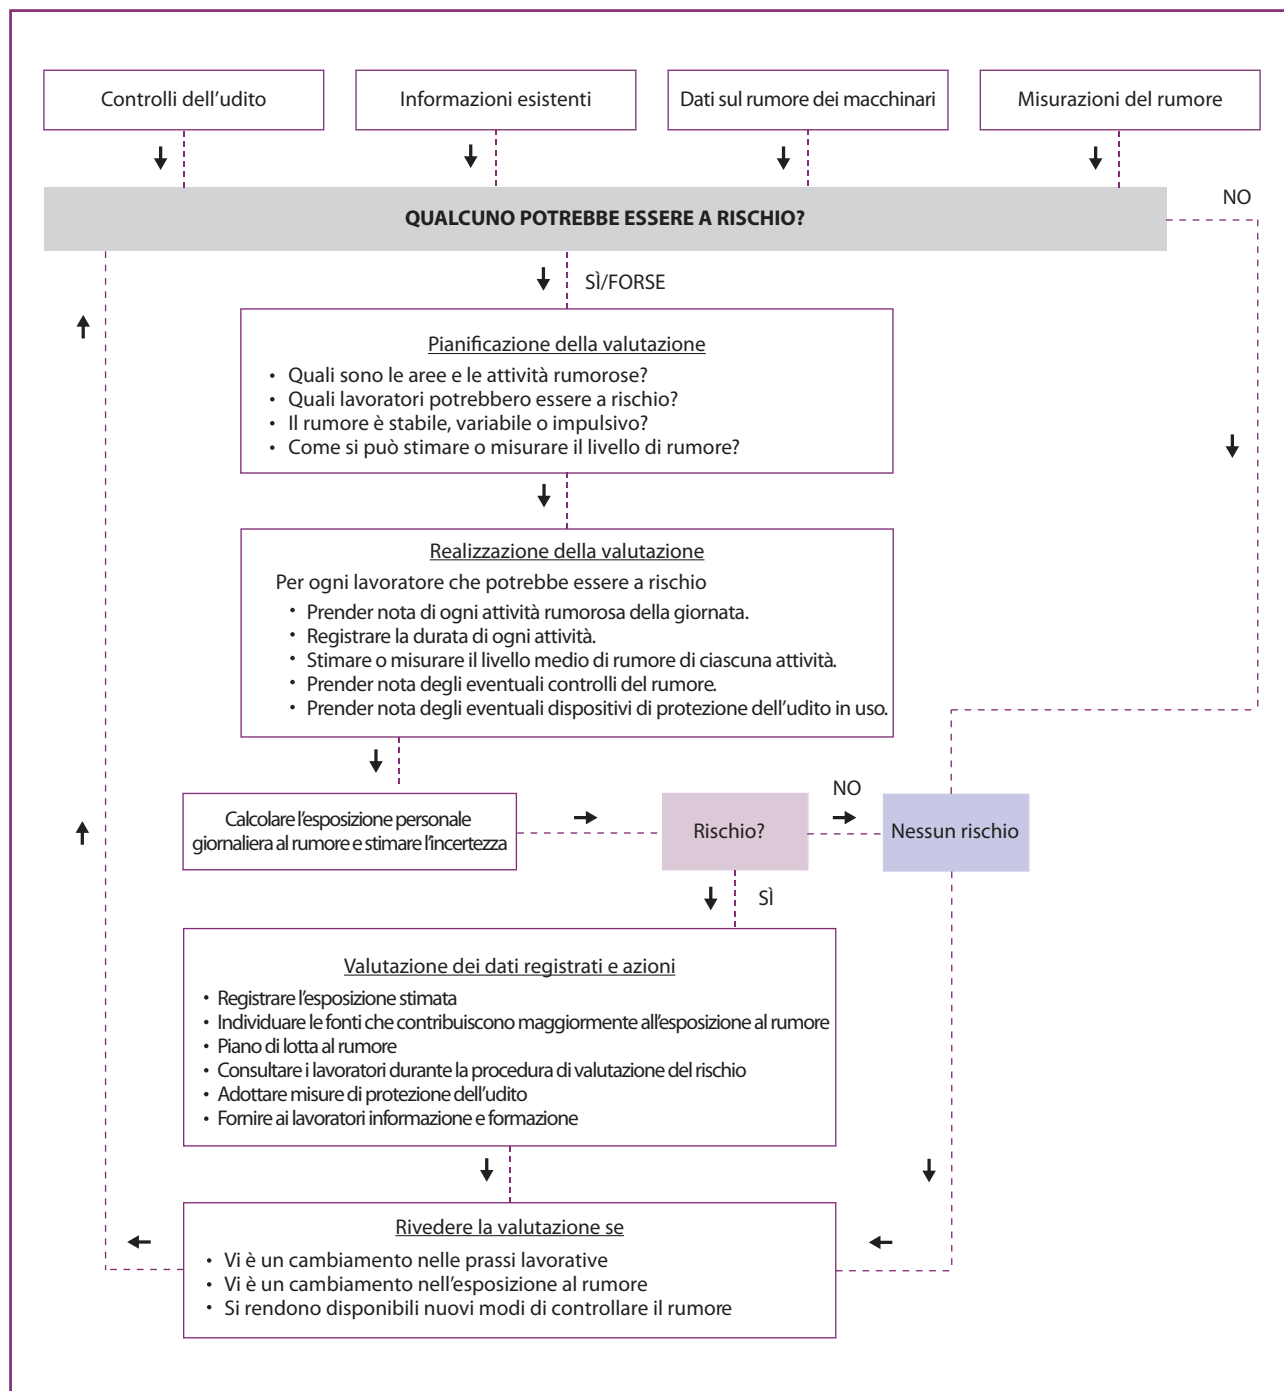 Controlli dell'udito
Informazioni esistenti
Dati sul rumore dei macchinari
Misurazioni del rumore
QUALCUNO POTREBBE ESSERE A RISCHIO?
NO
SÌ/FORSE
Pianificazione della valutazione
• Quali sono le aree e le attività rumorose?
• Quali lavoratori potrebbero essere a rischio?
• Il rumore è stabile, variabile o impulsivo?
• Come si può stimare o misurare il livello di rumore?
Realizzazione della valutazione
Per ogni lavoratore che potrebbe essere a rischio
• Prender nota di ogni attività rumorosa della giornata.
• Registrare la durata di ogni attività.
• Stimare o misurare il livello medio di rumore di ciascuna attività.
• Prender nota degli eventuali controlli del rumore.
• Prender nota degli eventuali dispositivi di protezione dell'udito in uso.
Calcolare l'esposizione personale
giornaliera al rumore e stimare l'incertezza
Rischio?
NO
Nessun rischio
SÌ
Valutazione dei dati registrati e azioni
• Registrare l'esposizione stimata
• Individuare le fonti che contribuiscono maggiormente all'esposizione al rumore
• Piano di lotta al rumore
• Consultare i lavoratori durante la procedura di valutazione del rischio
• Adottare misure di protezione dell'udito
• Fornire ai lavoratori informazione e formazione
Rivedere la valutazione se
• Vi è un cambiamento nelle prassi lavorative
• Vi è un cambiamento nell'esposizione al rumore
• Si rendono disponibili nuovi modi di controllare il rumore